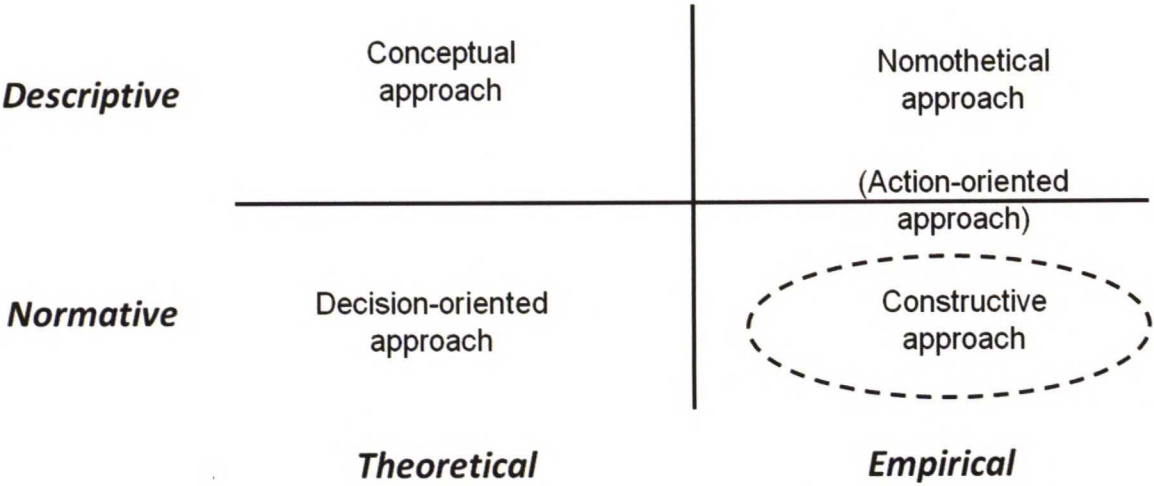 Conceptual
approach
Nomothetical
approach
Descriptive
(Action-oriented
approach)
Normative
Decision-oriented
approach
Constructive
approach
Theoretical
Empirical